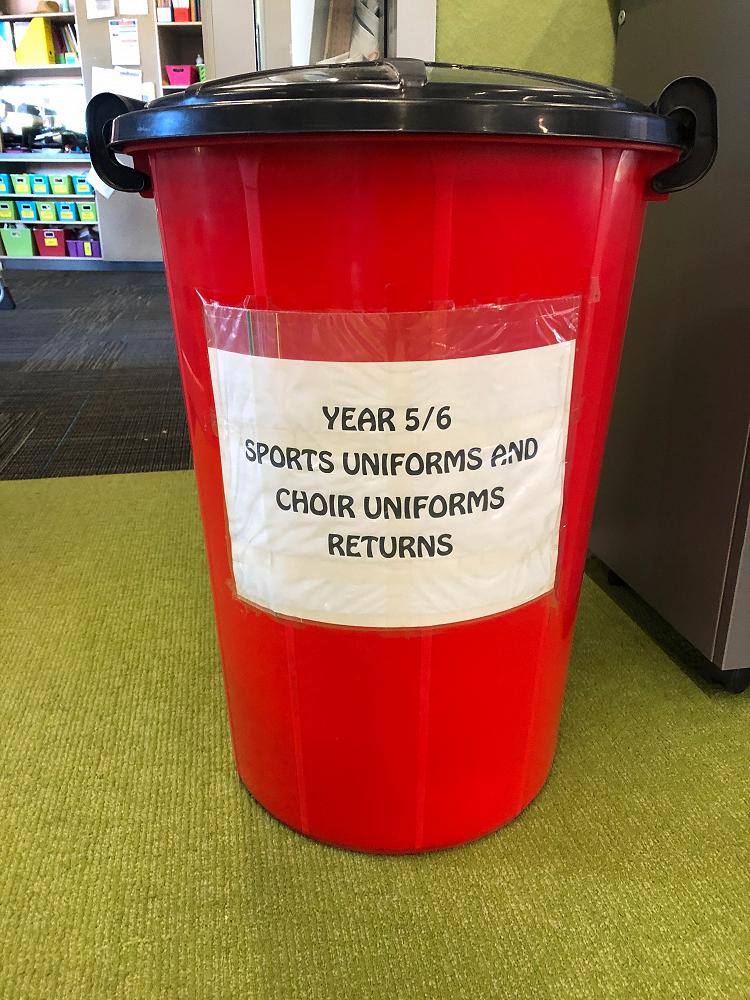 YEAR 5/6
SPORTS UNIFORMS AND
CHOIR UNIFORMS
RETURNS